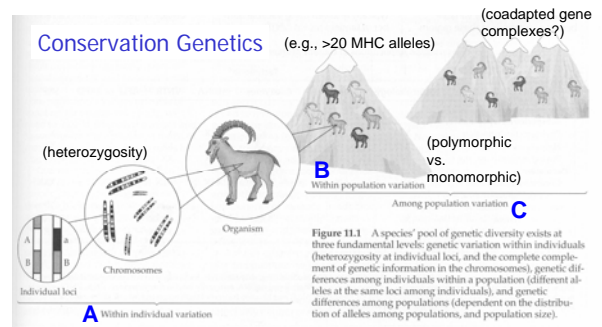 Conservation Genetics
(e.g., >20 MHC alleles)
(coadapted gene
complexes?)
(heterozygosity)
(polymorphic
vs.
monomorphic)
B
Within population variation
Among population variation C
Organism
Chromosomes
A a
B B
Individual loci
A Within individual variation
Figure 11.1 A species' pool of genetic diversity exists at
three fundamental levels: genetic variation within individuals
(heterozygosity at individual loci, and the complete comple-
ment of genetic information in the chromosomes), genetic dif-
ferences among individuals within a population (different al-
leles at the same loci among individuals), and genetic
differences among populations (dependent on the distribu-
tion of alleles among populations, and population size).